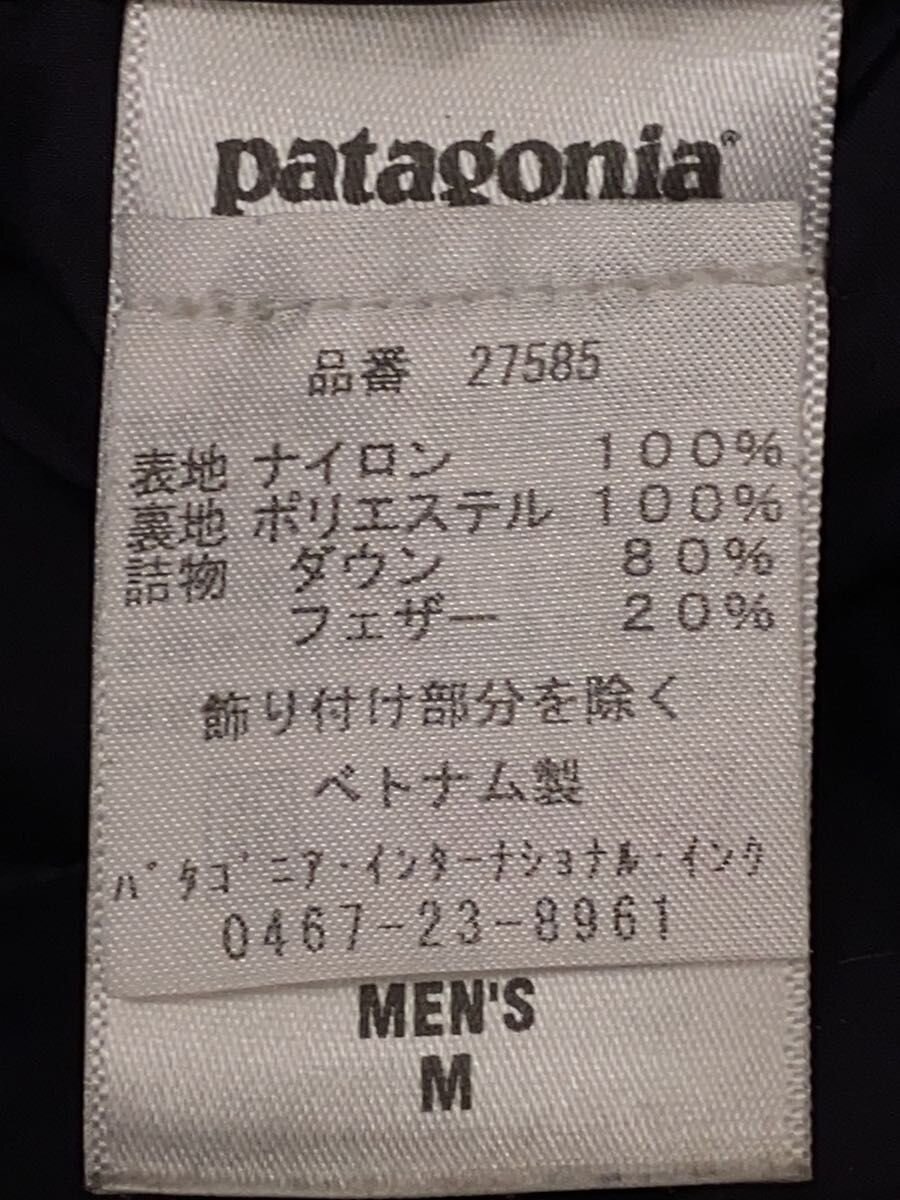 patagonia®
品番 27585
表地 ナイロン 100%
裏地 ポリエステル 100%
詰物 ダウン 80%
フェザー 20%
飾り付け部分を除く
ベトナム製
ﾊﾟﾀｺﾞﾆｱ･ｲﾝﾀｰﾅｼｮﾅﾙ･ｲﾝｸ
0467-23-8961
MEN'S
M